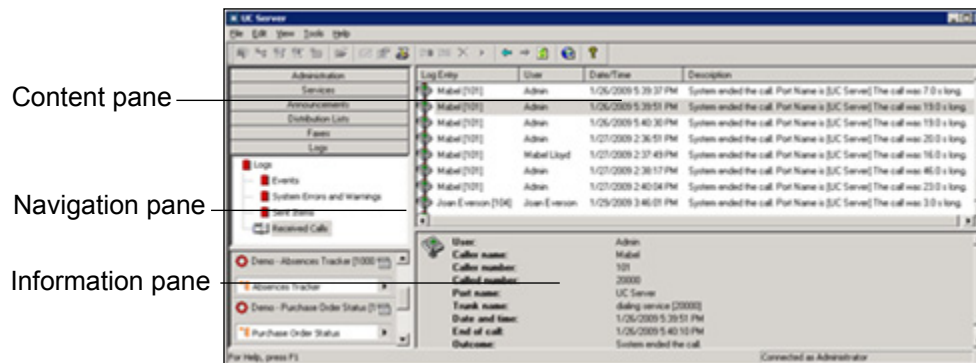 UC Server
File Edit View Tools Help
Content pane
Navigation pane
Information pane
Administration
Services
Announcements
Distribution Lists
Faxes
Logs
Logs
Events
System Errors and Warnings
Sent Items
Received Calls
Demo - Absences Tracker [1000
Absences Tracker
Demo - Purchase Order Status [1
Purchase Order Status
Log Entry User Date/Time Description
Mabel [101] Admin 1/26/2009 5:39:37 PM System ended the call. Port Name is [UC Server] The call was 7.0 s long.
Mabel [101] Admin 1/26/2009 5:39:51 PM System ended the call. Port Name is [UC Server] The call was 19.0 s long.
Mabel [101] Admin 1/26/2009 5:40:30 PM System ended the call. Port Name is [UC Server] The call was 19.0 s long.
Mabel [101] Admin 1/27/2009 2:36:51 PM System ended the call. Port Name is [UC Server] The call was 20.0 s long.
Mabel [101] Mabel Lloyd 1/27/2009 2:37:49 PM System ended the call. Port Name is [UC Server] The call was 16.0 s long.
Mabel [101] Admin 1/27/2009 2:38:17 PM System ended the call. Port Name is [UC Server] The call was 46.0 s long.
Mabel [101] Admin 1/27/2009 2:40:04 PM System ended the call. Port Name is [UC Server] The call was 23.0 s long.
Joan Everson [104] Joan Everson 1/29/2009 3:46:01 PM System ended the call. Port Name is [UC Server] The call was 3.0 s long.
User: Admin
Caller name: Mabel
Caller number: 101
Called number: 20000
Port name: UC Server
Trunk name: dialing service [20000]
Date and time: 1/26/2009 5:39:51 PM
End of call: 1/26/2009 5:40:10 PM
Outcome: System ended the call.
For Help, press F1
Connected as Administrator